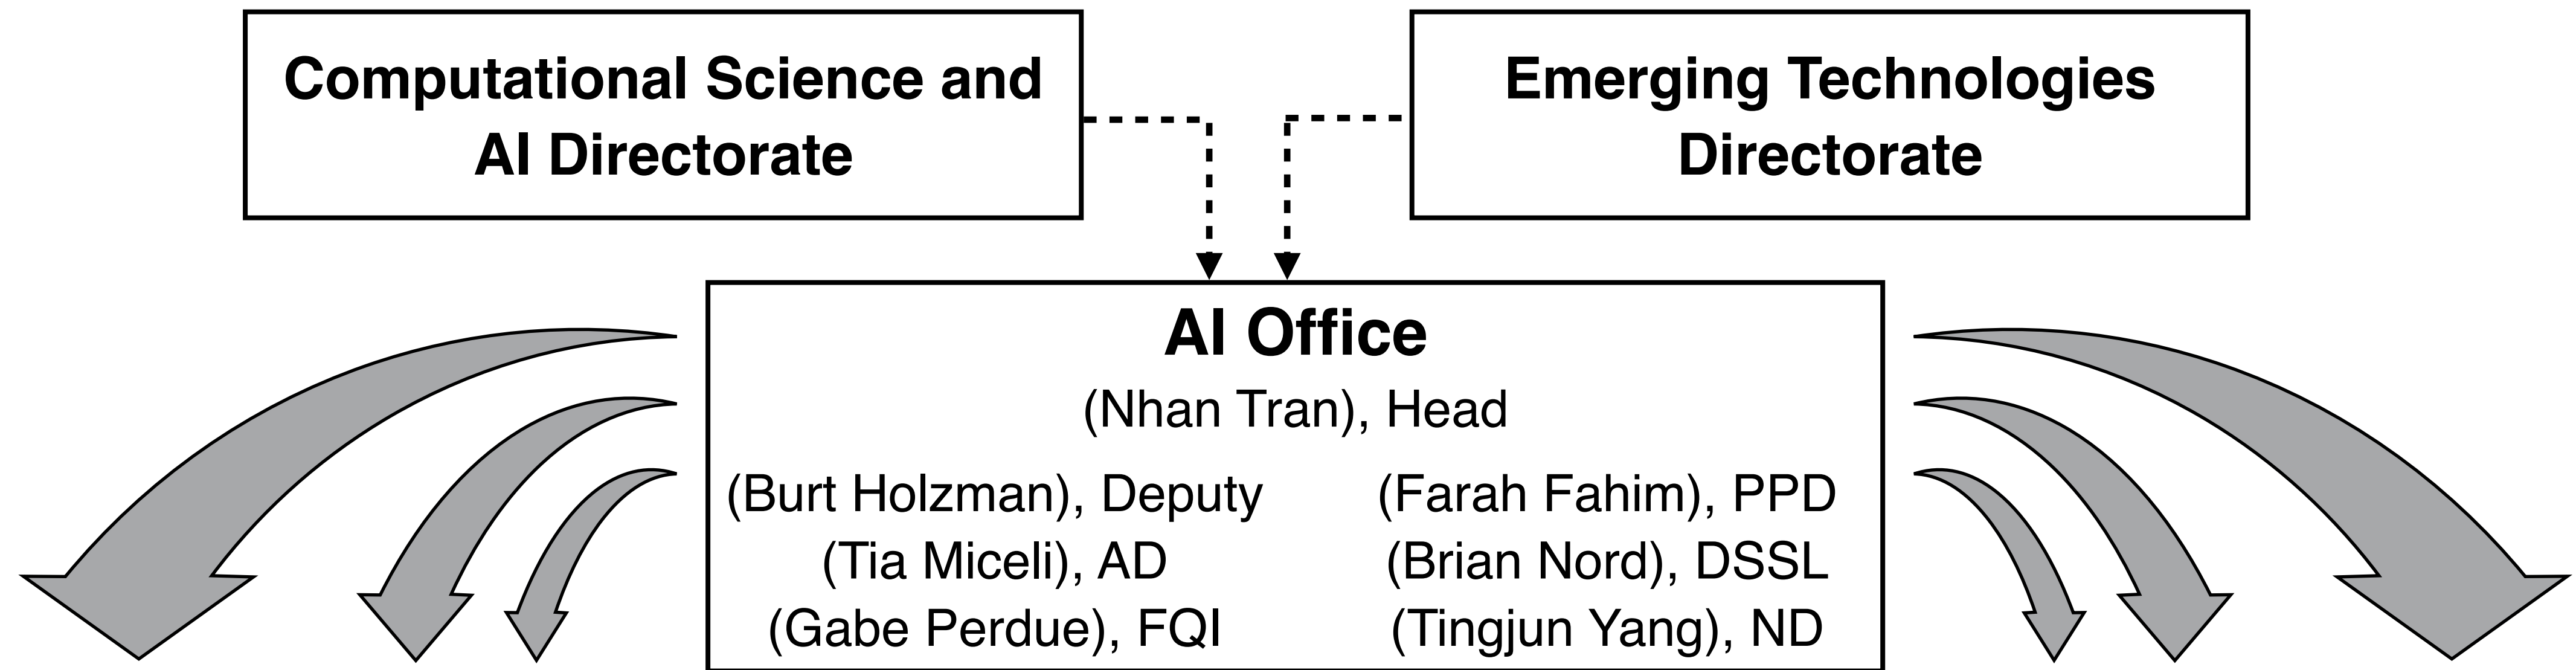 Computational Science and
AI Directorate
Emerging Technologies
Directorate
AI Office
(Nhan Tran), Head
(Burt Holzman), Deputy
(Farah Fahim), PPD
(Tia Miceli), AD
(Brian Nord), DSSL
(Gabe Perdue), FQI
(Tingjun Yang), ND